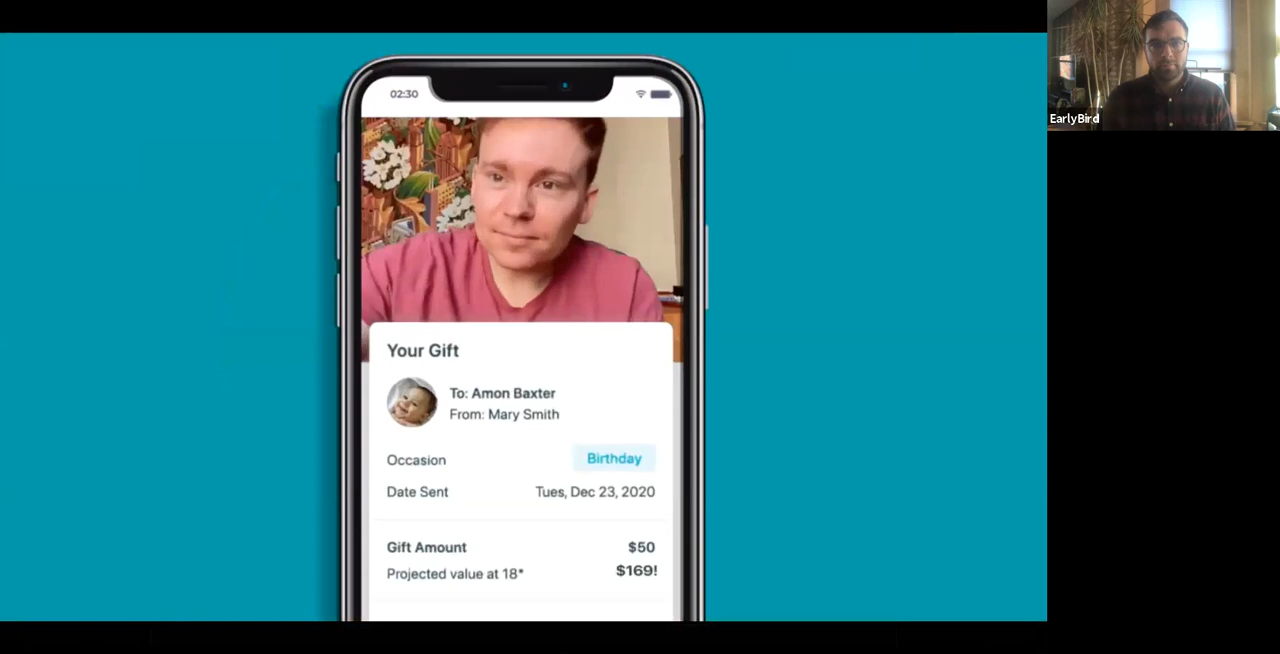 02:30
Your Gift
To: Amon Baxter
From: Mary Smith
Occasion
Birthday
Date Sent
Tues, Dec 23, 2020
Gift Amount
$50
Projected value at 18*
$169!
EarlyBird